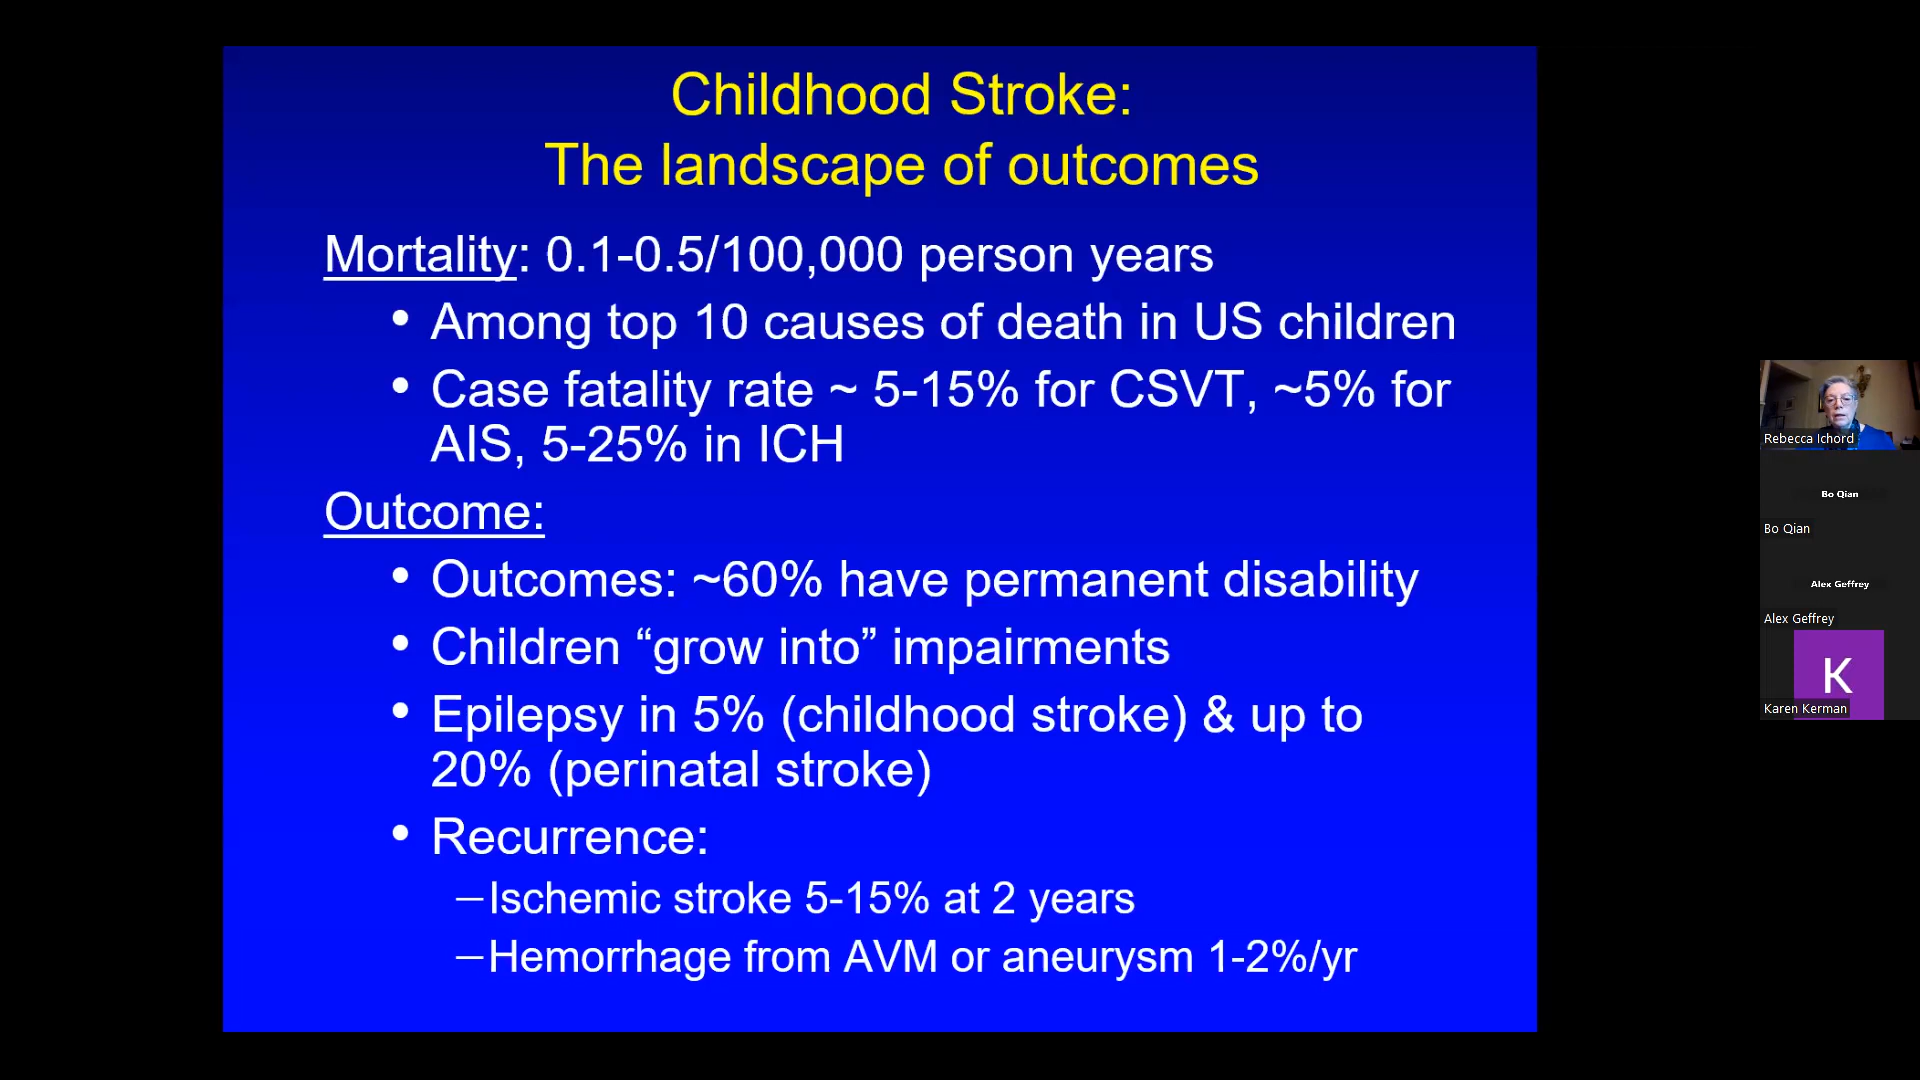 Childhood Stroke:
The landscape of outcomes
Mortality: 0.1-0.5/100,000 person years
• Among top 10 causes of death in US children
• Case fatality rate ~ 5-15% for CSVT, ~5% for
AIS, 5-25% in ICH
Outcome:
• Outcomes: ~60% have permanent disability
• Children “grow into” impairments
• Epilepsy in 5% (childhood stroke) & up to
20% (perinatal stroke)
• Recurrence:
–Ischemic stroke 5-15% at 2 years
–Hemorrhage from AVM or aneurysm 1-2%/yr
Rebecca Ichord
Bo Qian
Bo Qian
Alex Geffrey
Alex Geffrey
K
Karen Kerman